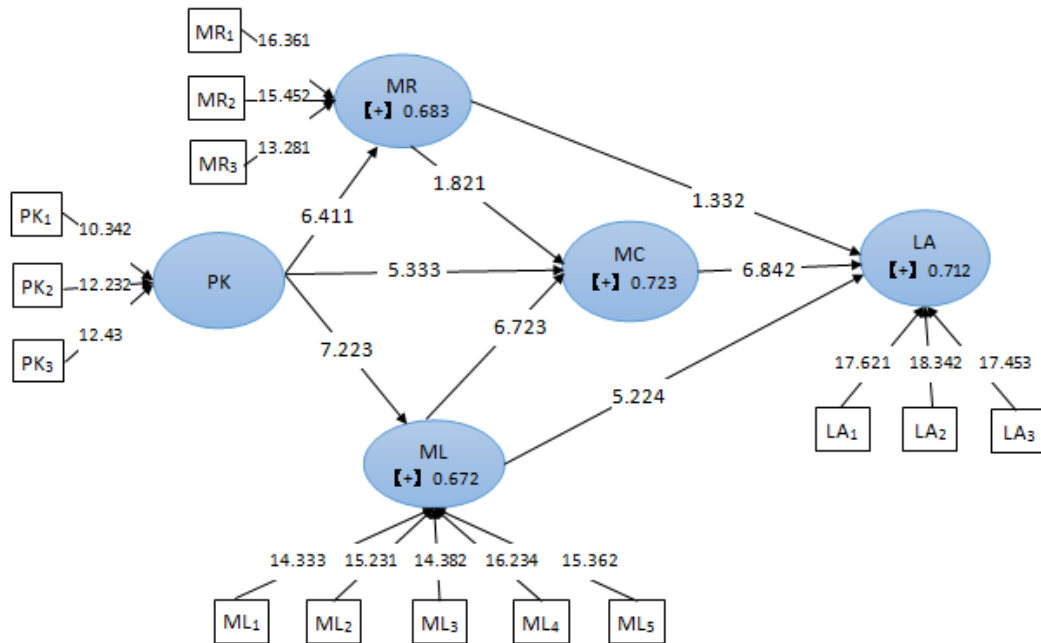 MR₁
16.361
MR₂
15.452
MR₃
13.281
MR
【+】 0.683
PK₁
10.342
PK₂
12.232
PK₃
12.43
PK
6.411
1.821
1.332
5.333
MC
【+】 0.723
6.842
LA
【+】 0.712
6.723
7.223
5.224
17.621
18.342
17.453
LA₁
LA₂
LA₃
ML
【+】 0.672
14.333
15.231
14.382
16.234
15.362
ML₁
ML₂
ML₃
ML₄
ML₅